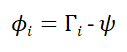 ϕᵢ = Γᵢ - ψ